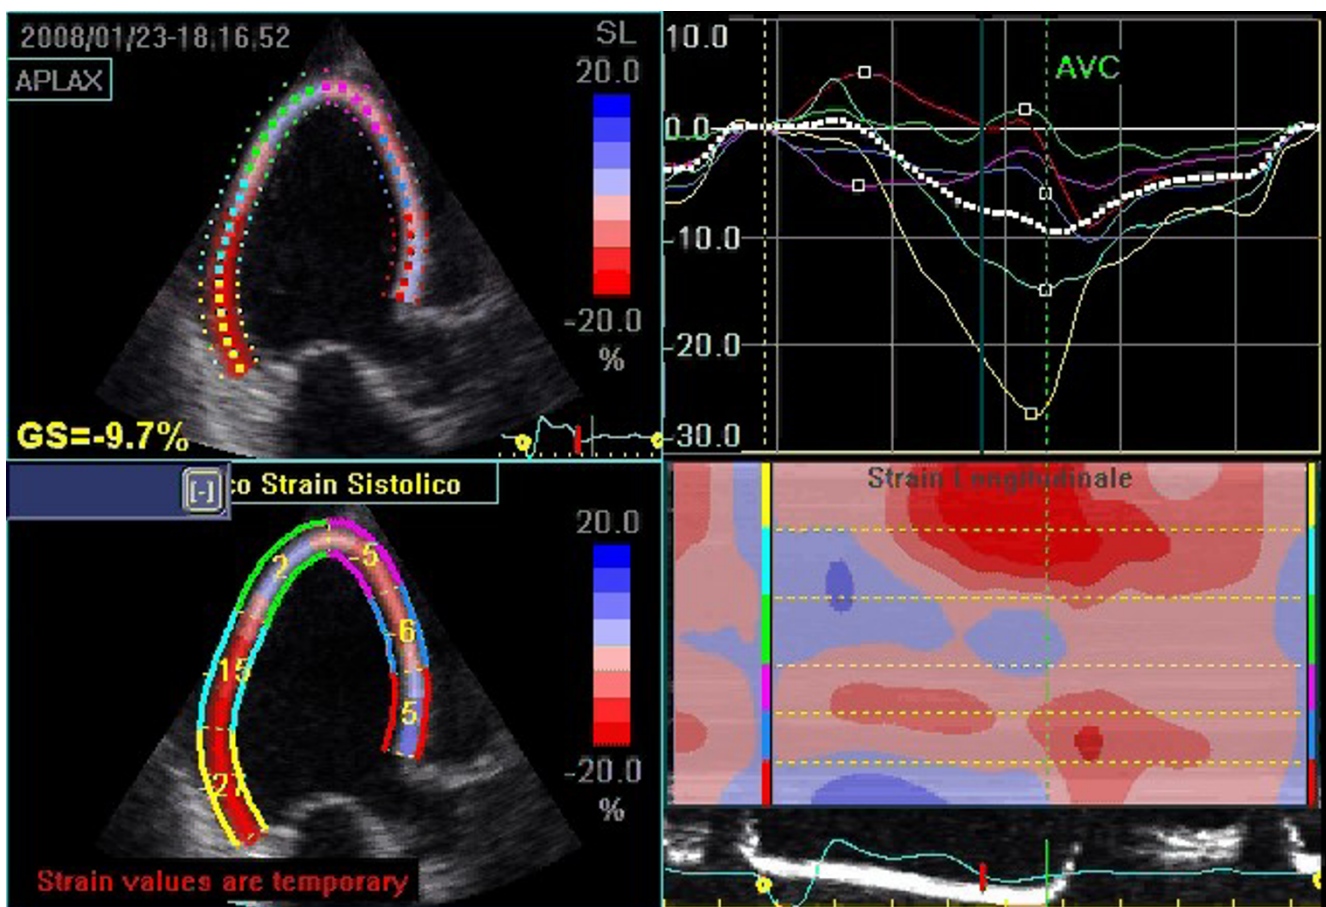 2008/01/23-18:16:52
SL
20.0
APLAX
-20.0
%
GS=-9.7%
10.0
AVC
0.0
-10.0
-20.0
-30.0
[-]
co Strain Sistolico
20.0
2
-5
-6
-15
5
-27
-20.0
%
Strain values are temporary
Strain Longitudinale